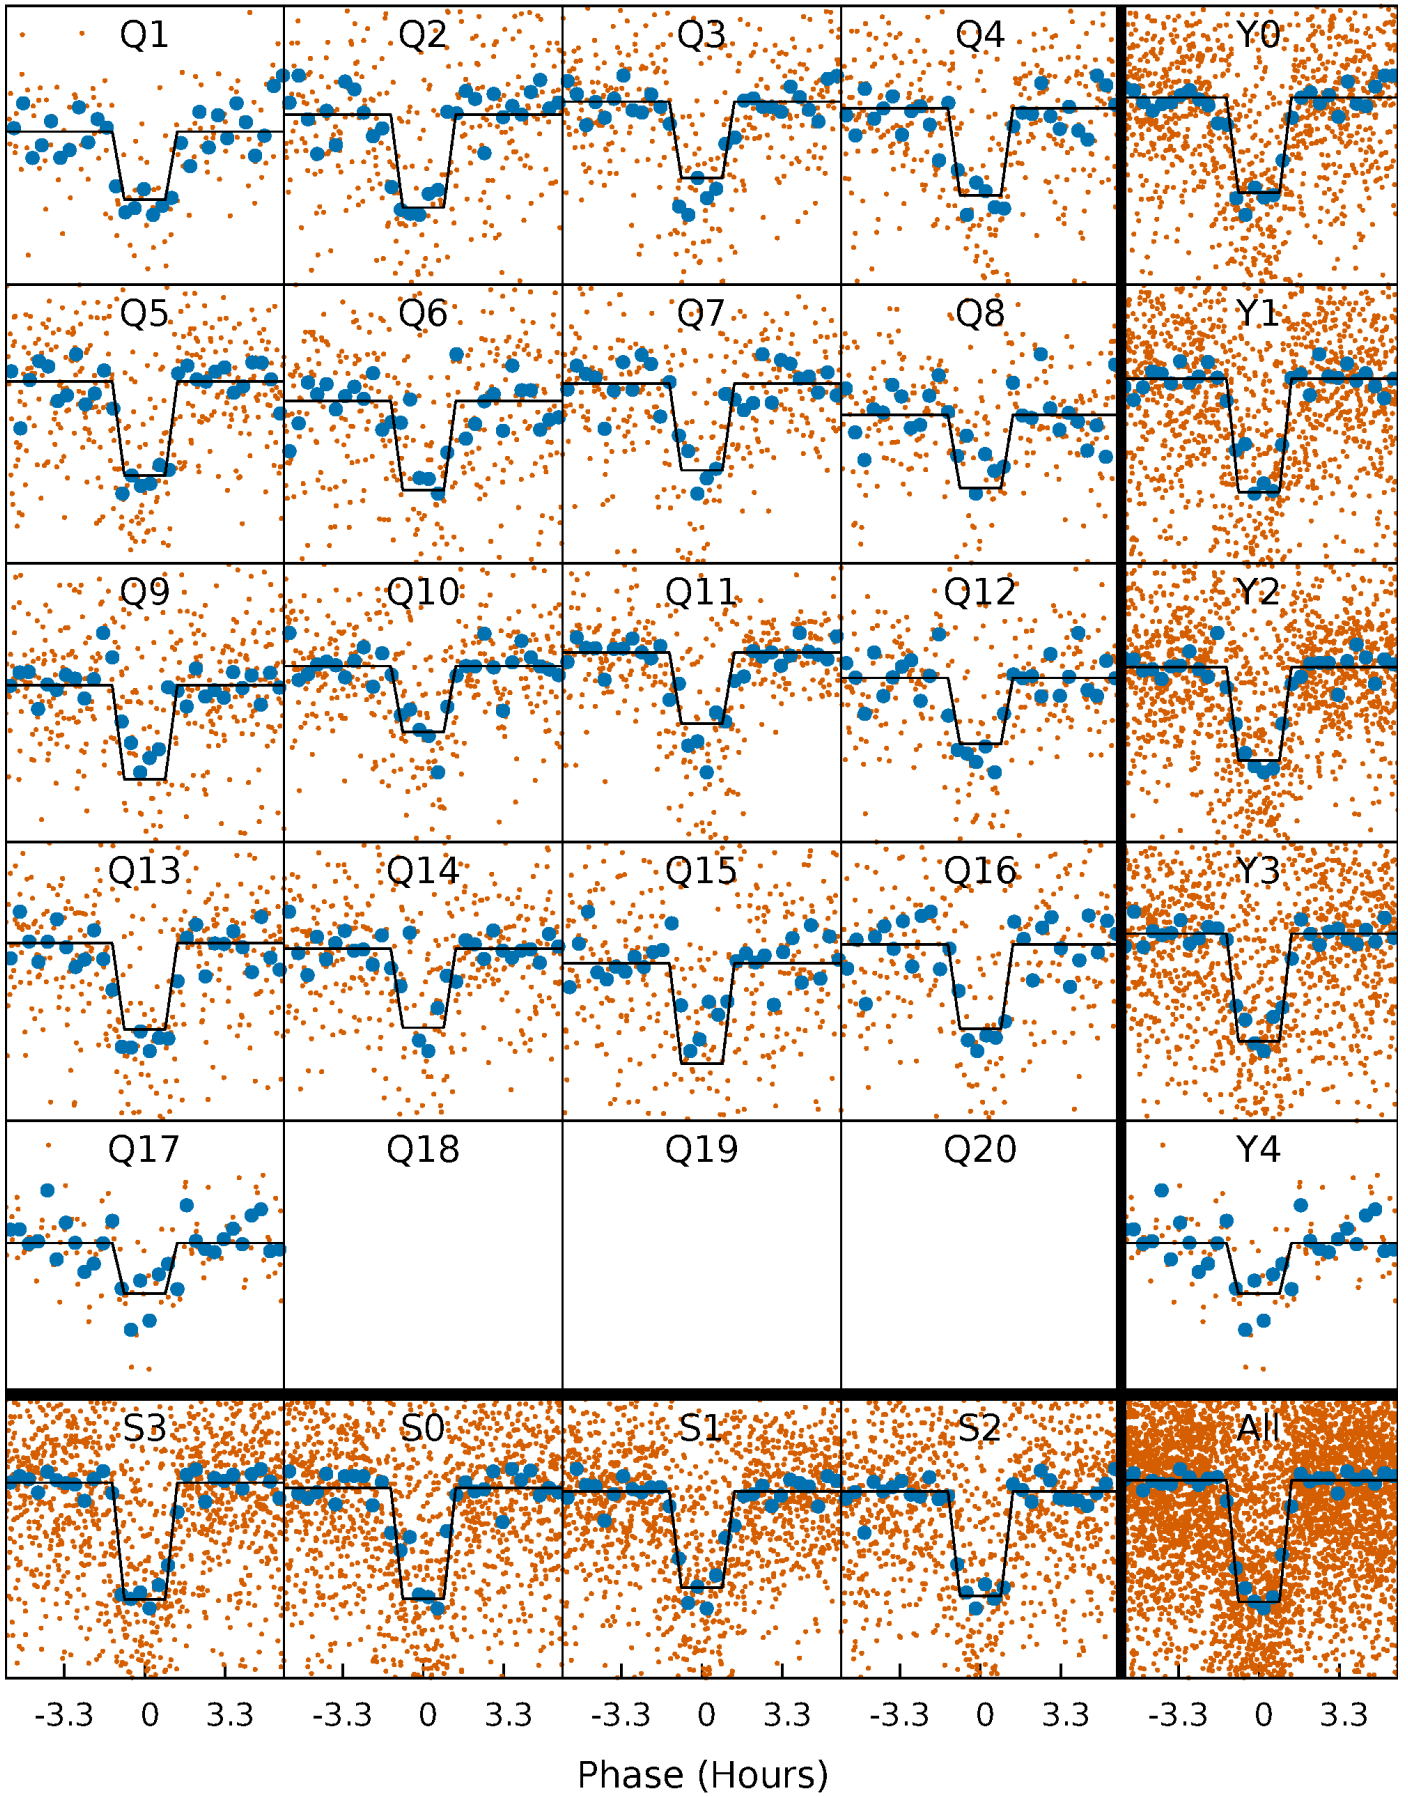 Q1 Q2 Q3 Q4 Y0
Q5 Q6 Q7 Q8 Y1
Q9 Q10 Q11 Q12 Y2
Q13 Q14 Q15 Q16 Y3
Q17 Q18 Q19 Q20 Y4
S3 S0 S1 S2 All
-3.3 0 3.3 -3.3 0 3.3 -3.3 0 3.3 -3.3 0 3.3 -3.3 0 3.3
Phase (Hours)